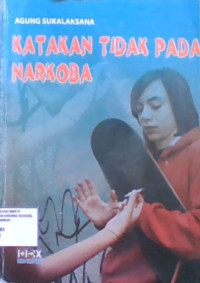 AGUNG SUKALAKSANA
KATAKAN TIDAK PADA
NARKOBA